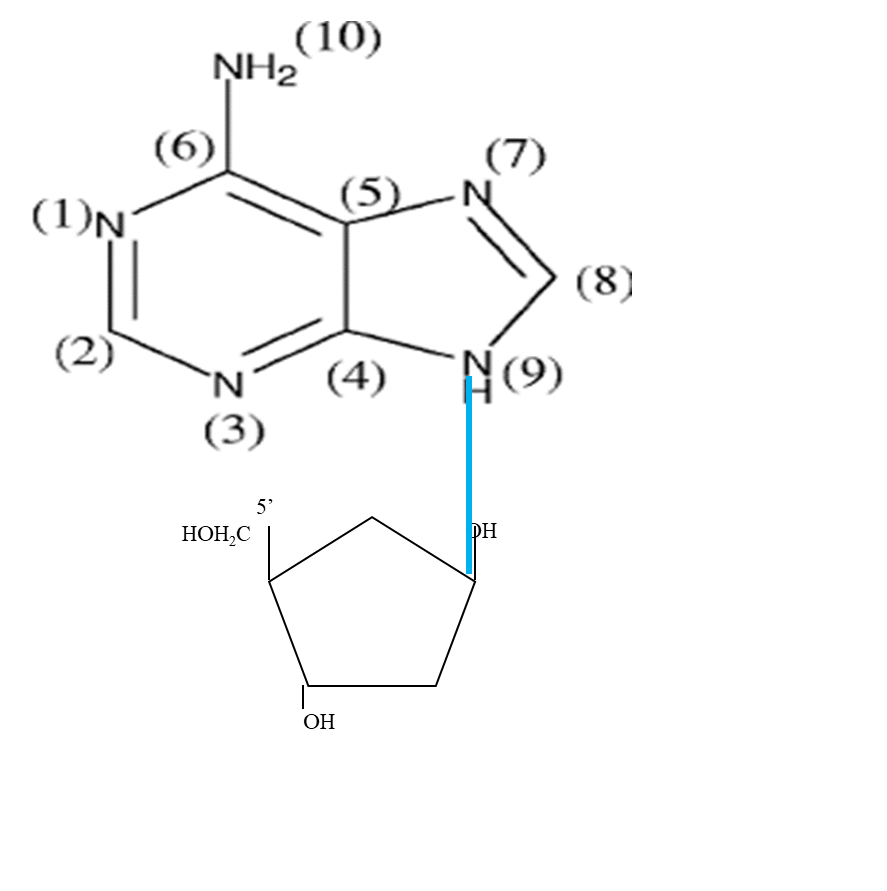 (10)
NH₂
(6)
(7)
(5)
N
(1)N
(8)
(2)
N
(9)
H
(4)
N
(3)
5’
HOH₂C
OH
OH